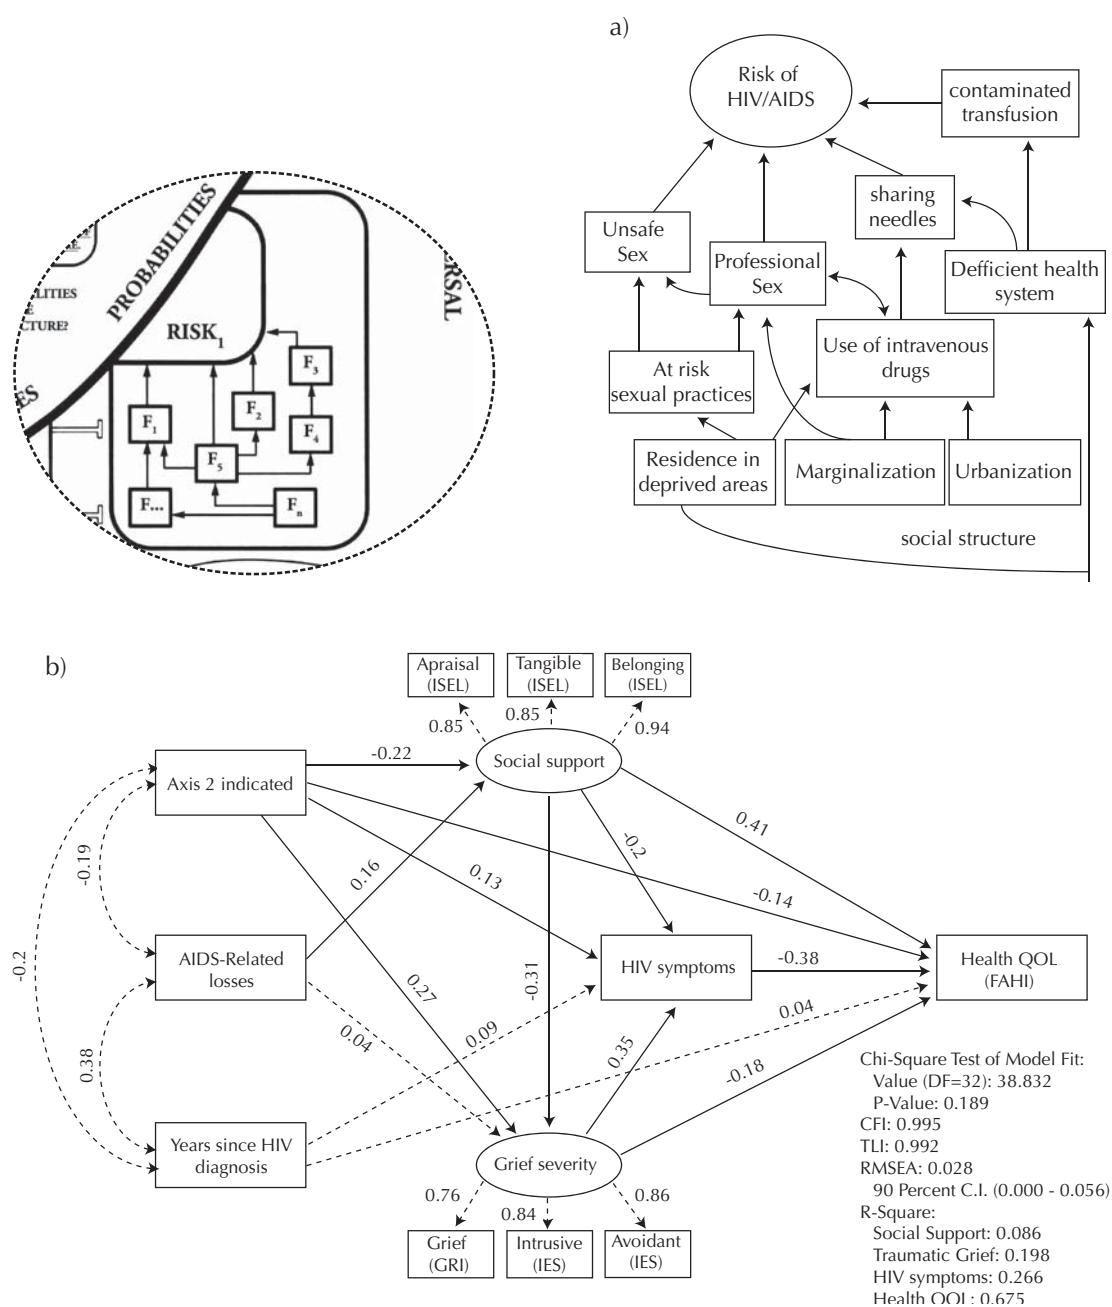 a)
Risk of
HIV/AIDS
contaminated
transfusion
sharing
needles
Unsafe
Sex
Professional
Sex
Defficient health
system
Use of intravenous
drugs
At risk
sexual practices
Residence in
deprived areas
Marginalization
Urbanization
social structure
PROBABILITIES
ERSAL
LITIES
E
CTURE?
ES
RISK1
F3
F1
F2
F4
F5
F...
Fn
b)
Appraisal
(ISEL)
Tangible
(ISEL)
Belonging
(ISEL)
0.85
0.85
0.94
Social support
Axis 2 indicated
-0.22
0.41
-0.2
-0.19
0.16
0.13
-0.14
AIDS-Related
losses
HIV symptoms
-0.38
Health QOL
(FAHI)
-0.2
-0.31
0.27
0.04
0.09
0.04
0.38
0.35
-0.18
Years since HIV
diagnosis
Grief severity
0.76
0.84
0.86
Grief
(GRI)
Intrusive
(IES)
Avoidant
(IES)
Chi-Square Test of Model Fit:
Value (DF=32): 38.832
P-Value: 0.189
CFI: 0.995
TLI: 0.992
RMSEA: 0.028
90 Percent C.I. (0.000 - 0.056)
R-Square:
Social Support: 0.086
Traumatic Grief: 0.198
HIV symptoms: 0.266
Health QOL: 0.675